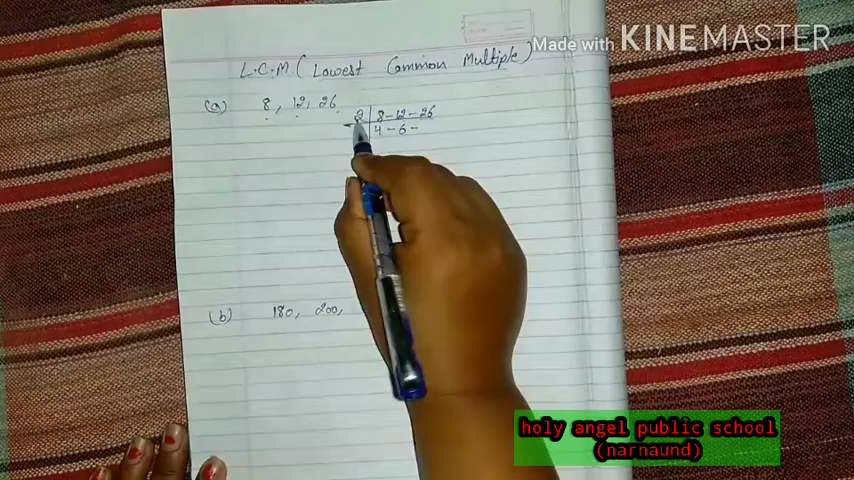 Made with KINEMASTER
L.C.M. ( Lowest Common Multiple )
(a) 8, 12, 26
2 | 8 - 12 - 26
4 - 6 -
(b) 180, 200,
holy angel public school
(narnaund)